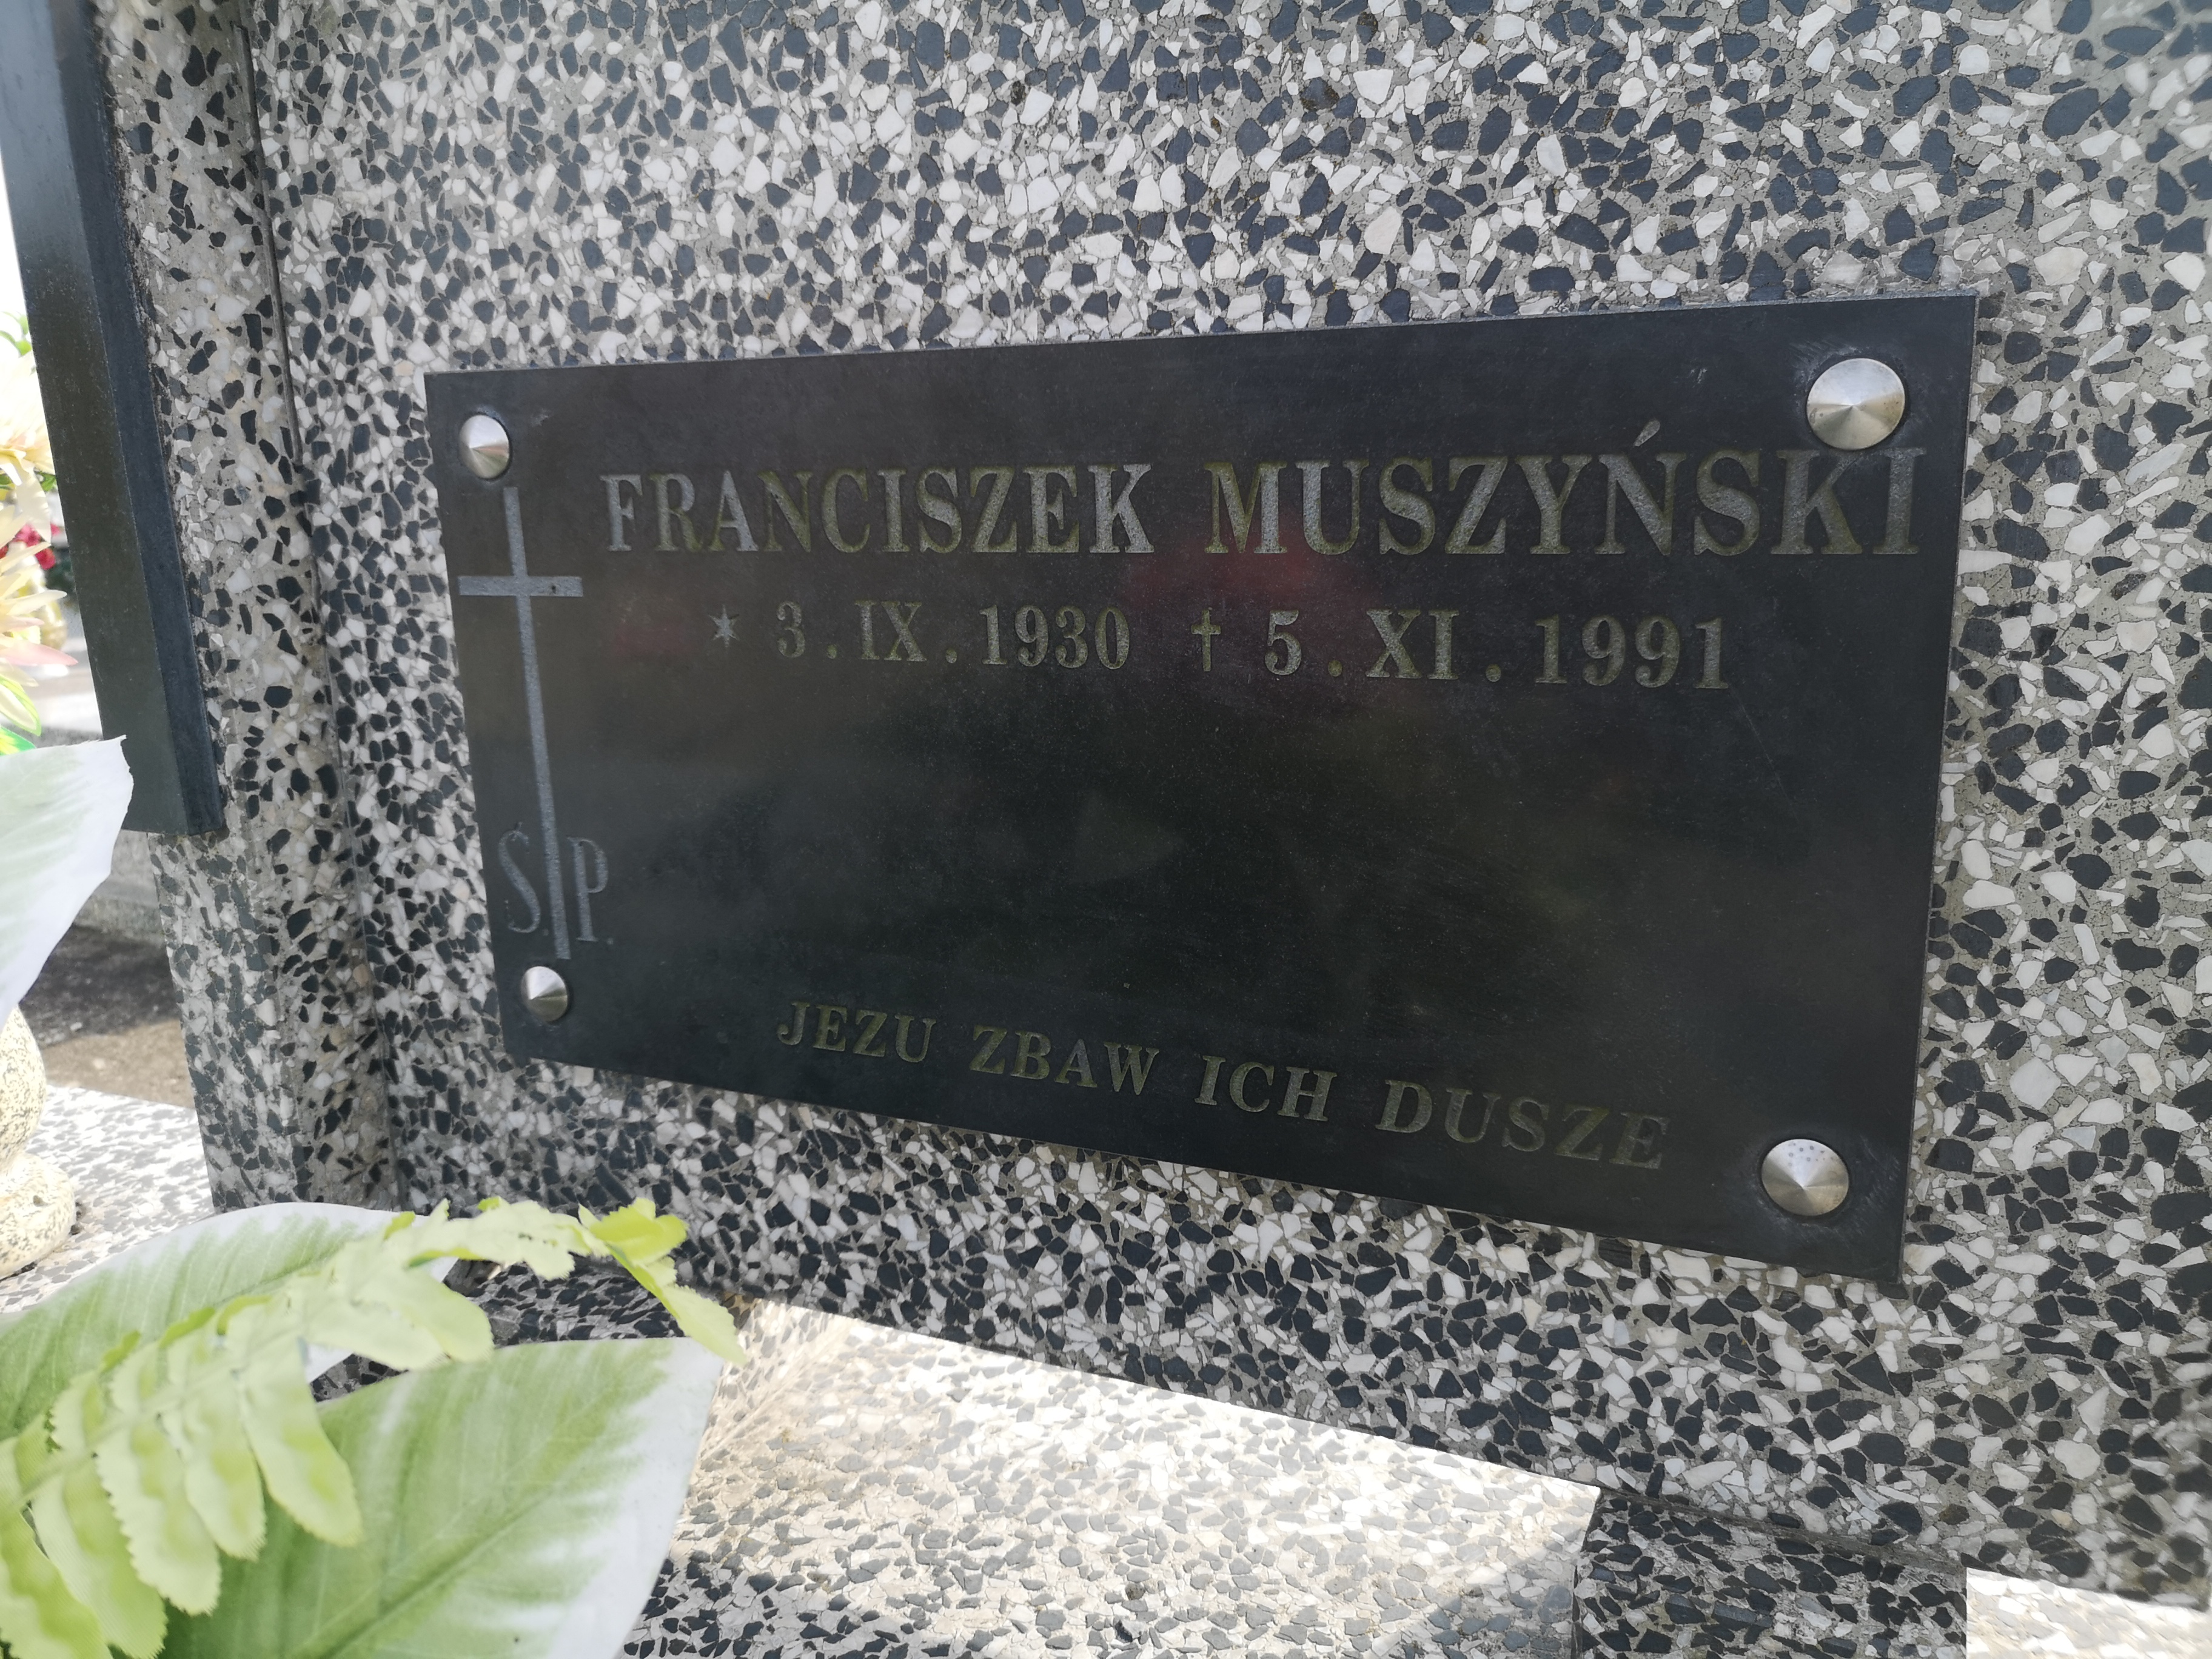 FRANCISZEK MUSZYŃSKI
* 3. IX. 1930 † 5. XI. 1991
Ś.P.
JEZU ZBAW ICH DUSZE